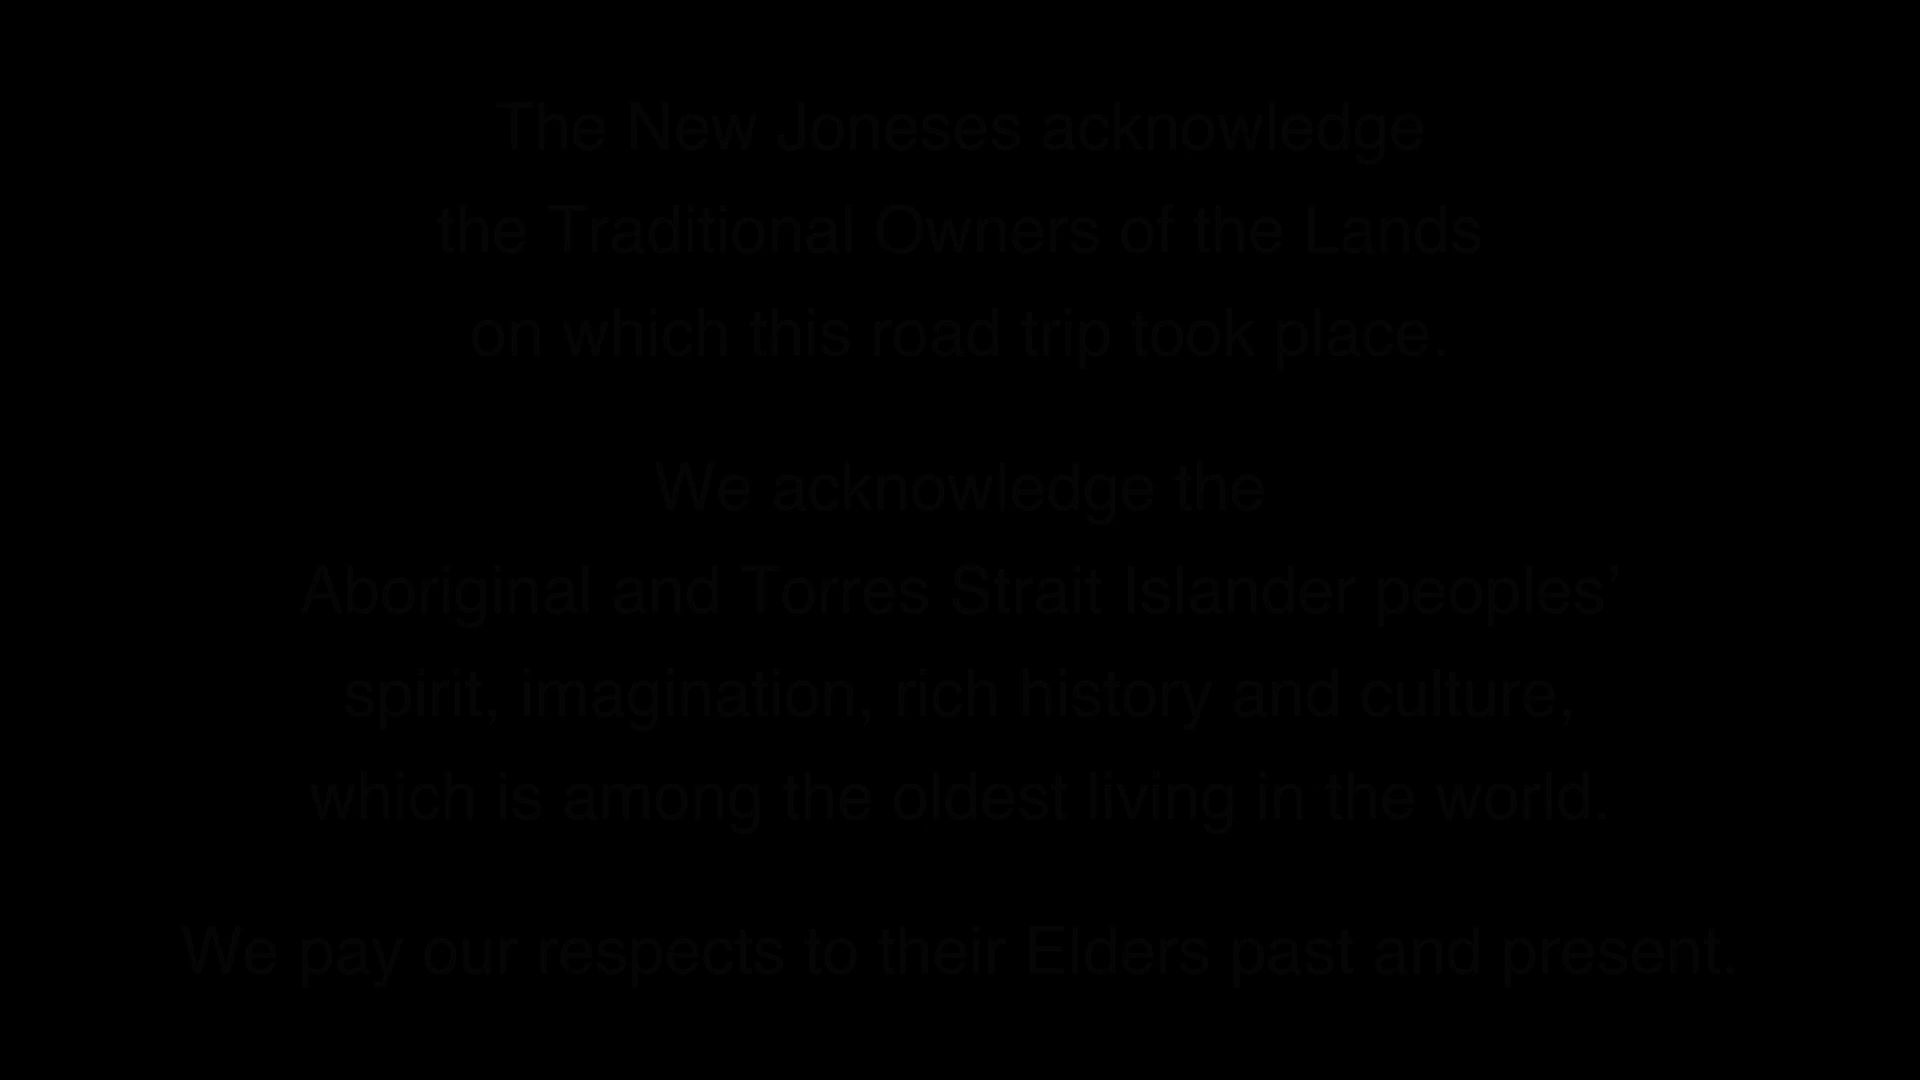 The New Joneses acknowledge
the Traditional Owners of the Lands
on which this road trip took place.
We acknowledge the
Aboriginal and Torres Strait Islander peoples’
spirit, imagination, rich history and culture,
which is among the oldest living in the world.
We pay our respects to their Elders past and present.